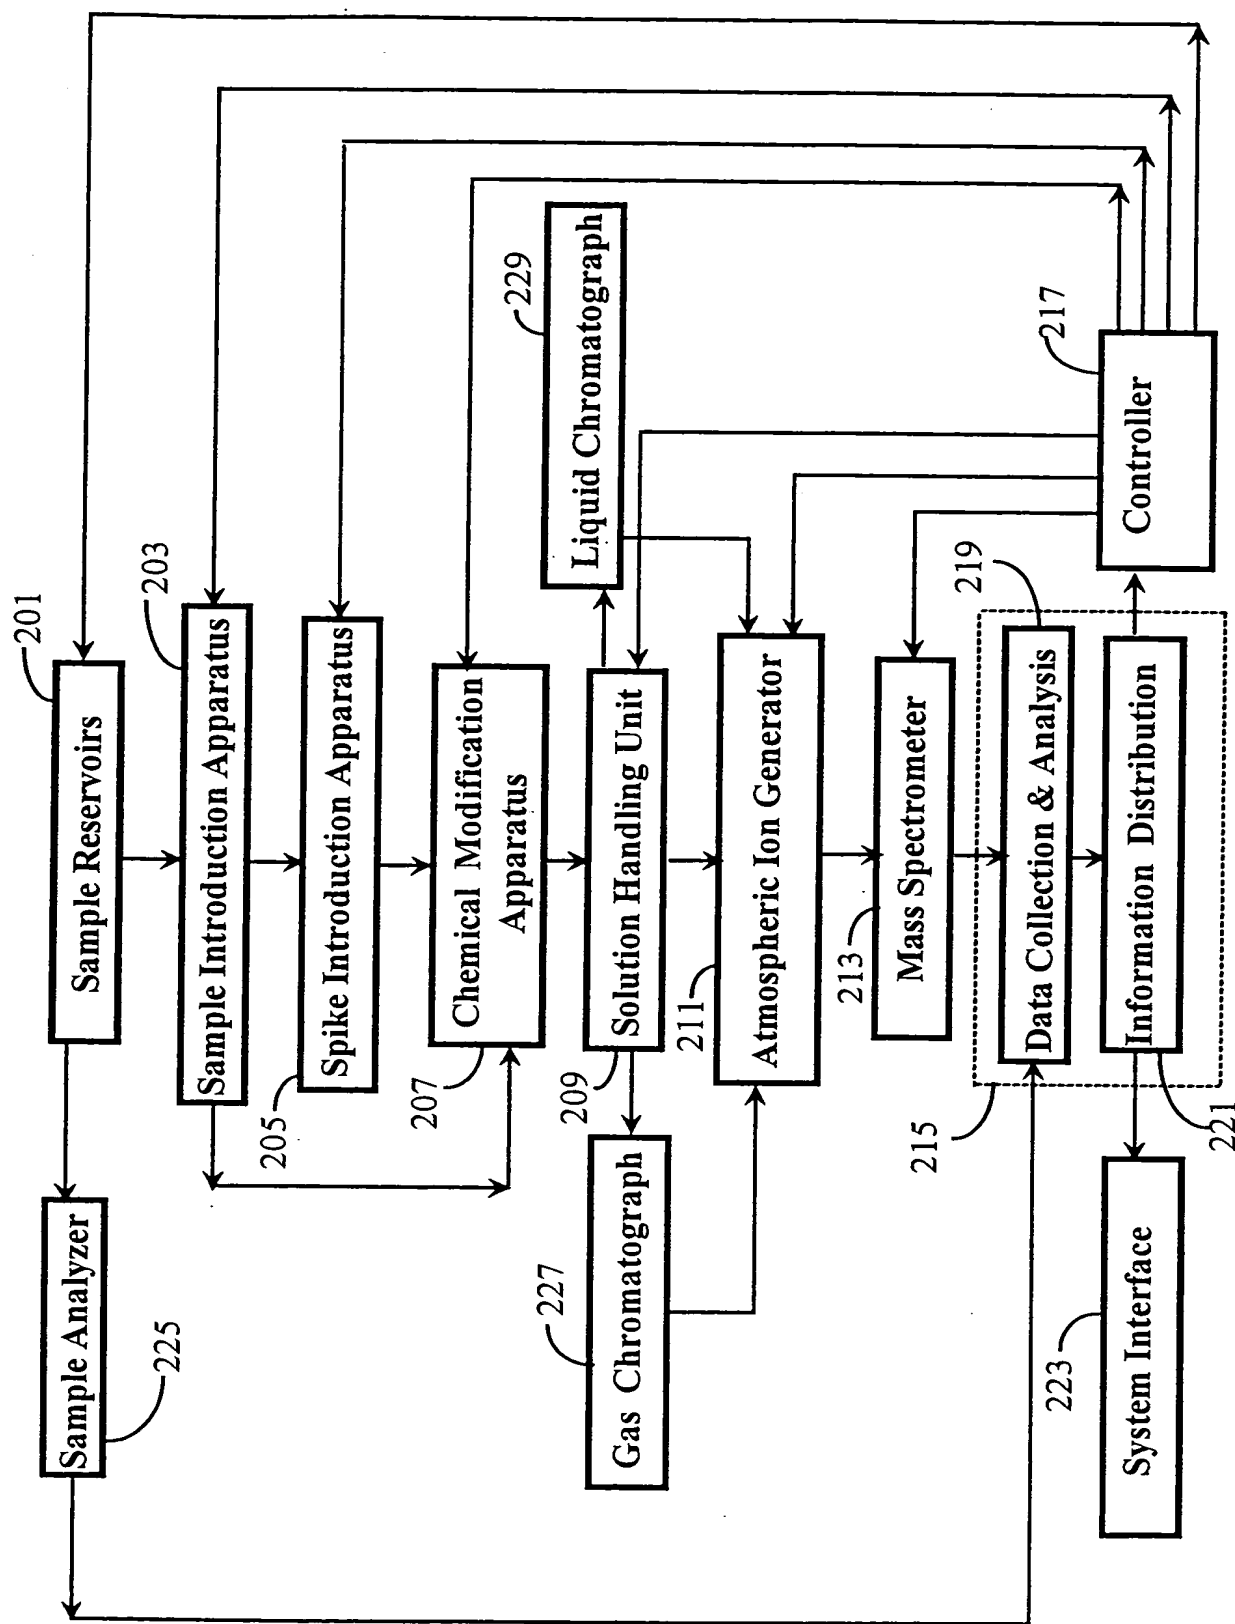 201
Sample Reservoirs
Sample Analyzer
225
203
Sample Introduction Apparatus
Spike Introduction Apparatus
205
Chemical Modification
Apparatus
207
229
Liquid Chromatograph
Solution Handling Unit
209
Gas Chromatograph
227
Atmospheric Ion Generator
211
Mass Spectrometer
213
219
Data Collection & Analysis
215
Information Distribution
221
217
Controller
System Interface
223